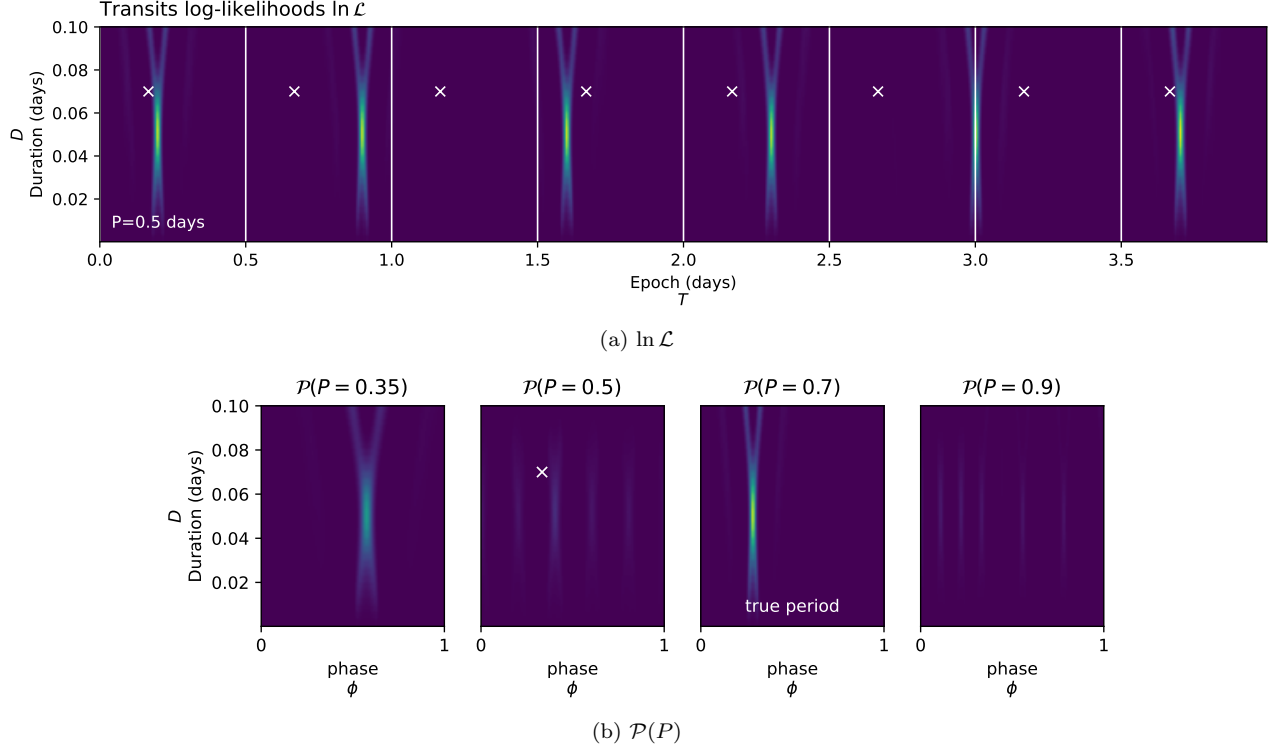 Transits log-likelihoods ln ℒ
0.10
0.08
0.06
0.04
0.02
D
Duration (days)
P=0.5 days
0.0 0.5 1.0 1.5 2.0 2.5 3.0 3.5
Epoch (days)
T
(a) ln ℒ
𝒫(P = 0.35) 𝒫(P = 0.5) 𝒫(P = 0.7) 𝒫(P = 0.9)
0.10
0.08
0.06
0.04
0.02
D
Duration (days)
true period
0 1 0 1 0 1 0 1
phase phase phase phase
ϕ ϕ ϕ ϕ
(b) 𝒫(P)